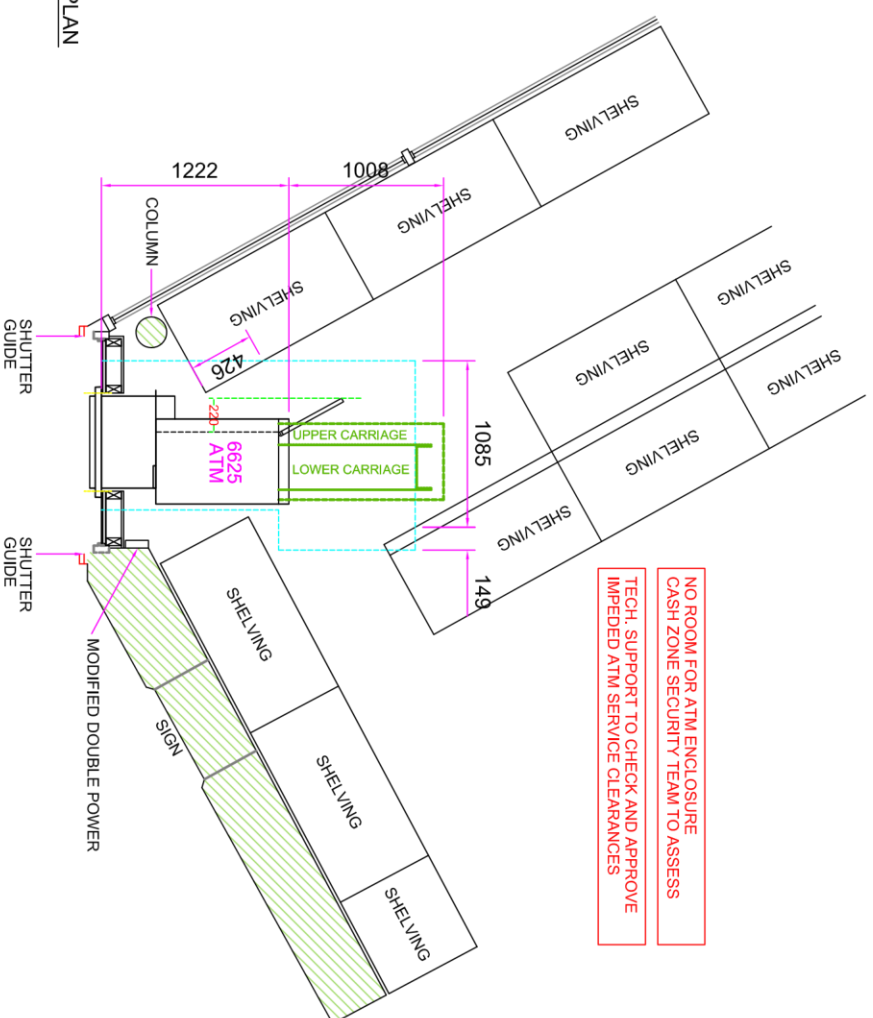 PLAN
SHELVING
SHELVING
SHELVING
1222
1008
COLUMN
SHUTTER
GUIDE
426
220
6625
ATM
UPPER CARRIAGE
LOWER CARRIAGE
1085
149
SHELVING
SHELVING
SHELVING
SHELVING
SHELVING
NO ROOM FOR ATM ENCLOSURE
CASH ZONE SECURITY TEAM TO ASSESS
TECH. SUPPORT TO CHECK AND APPROVE
IMPEDED ATM SERVICE CLEARANCES
SHUTTER
GUIDE
MODIFIED DOUBLE POWER
SIGN
SHELVING
SHELVING
SHELVING